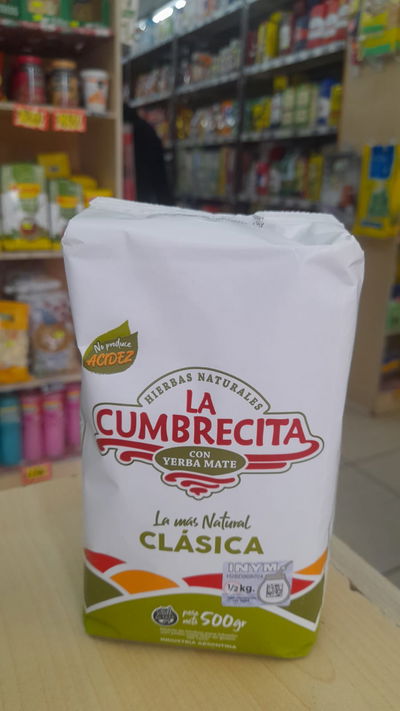 No produce
ACIDEZ
HIERBAS NATURALES
LA
CUMBRECITA
CON
YERBA MATE
La más Natural
CLÁSICA
INYM
1/2 kg.
peso
neto 500gr
INDUSTRIA ARGENTINA